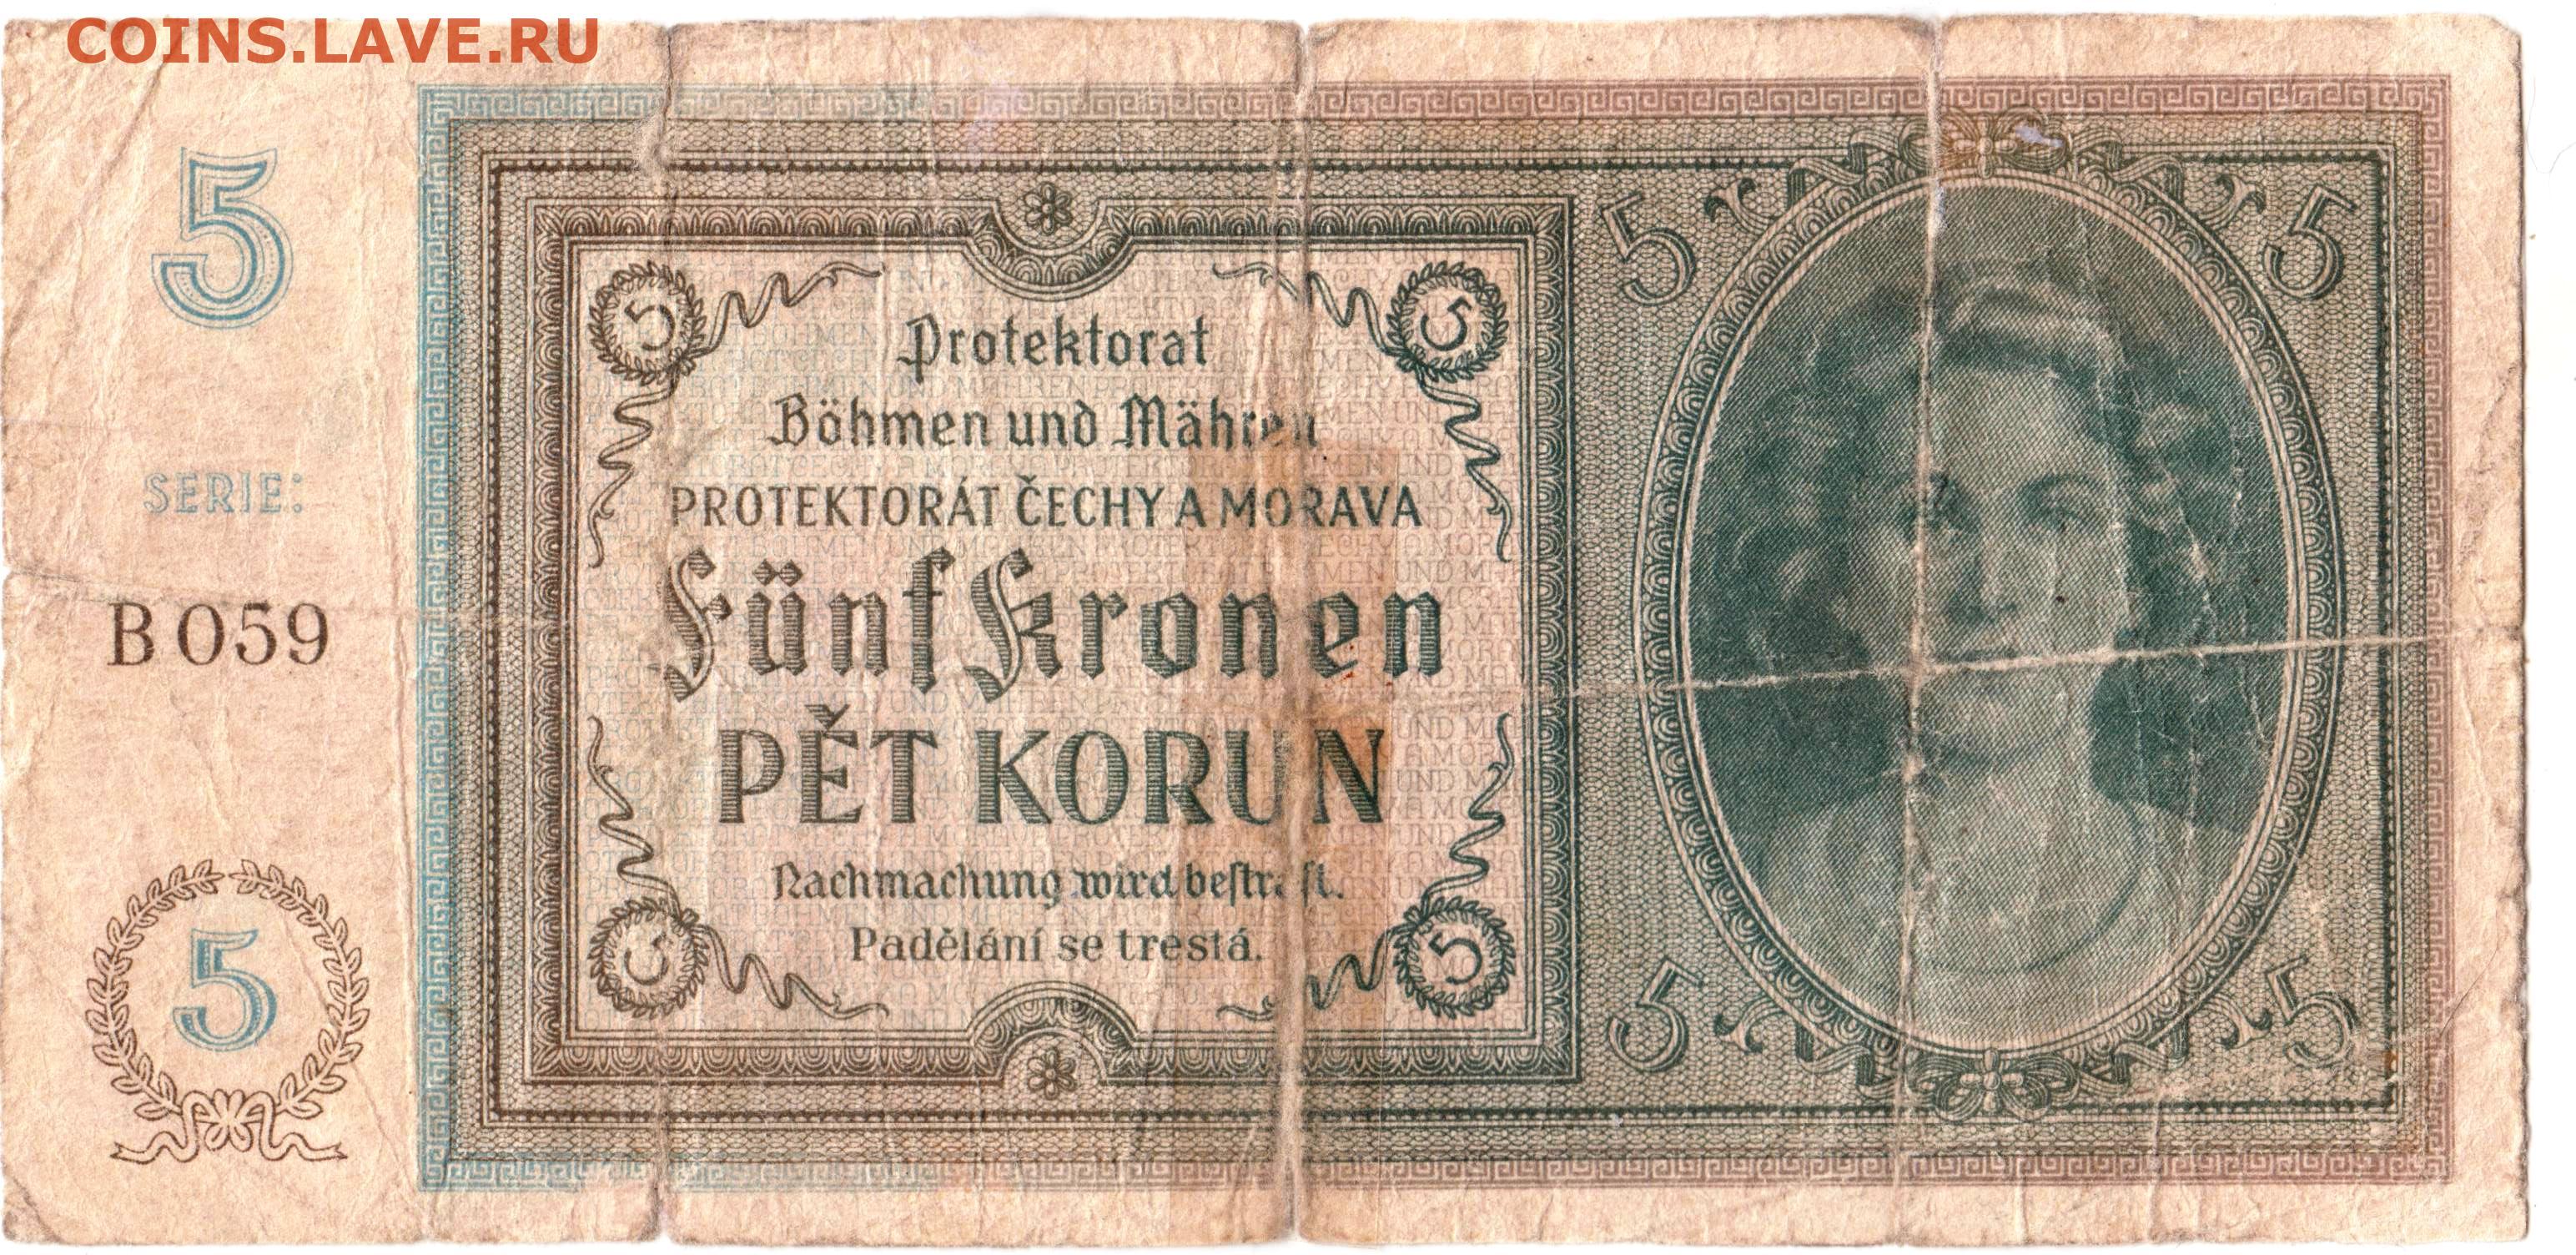 COINS.LAVE.RU
5
SERIE:
B 059
5
5
5
Protektorat
Böhmen und Mähren
PROTEKTORÁT ČECHY A MORAVA
Fünf Kronen
PĚT KORUN
Nachmachung wird bestraft.
Padělání se trestá.
5
5
5
5
5
5